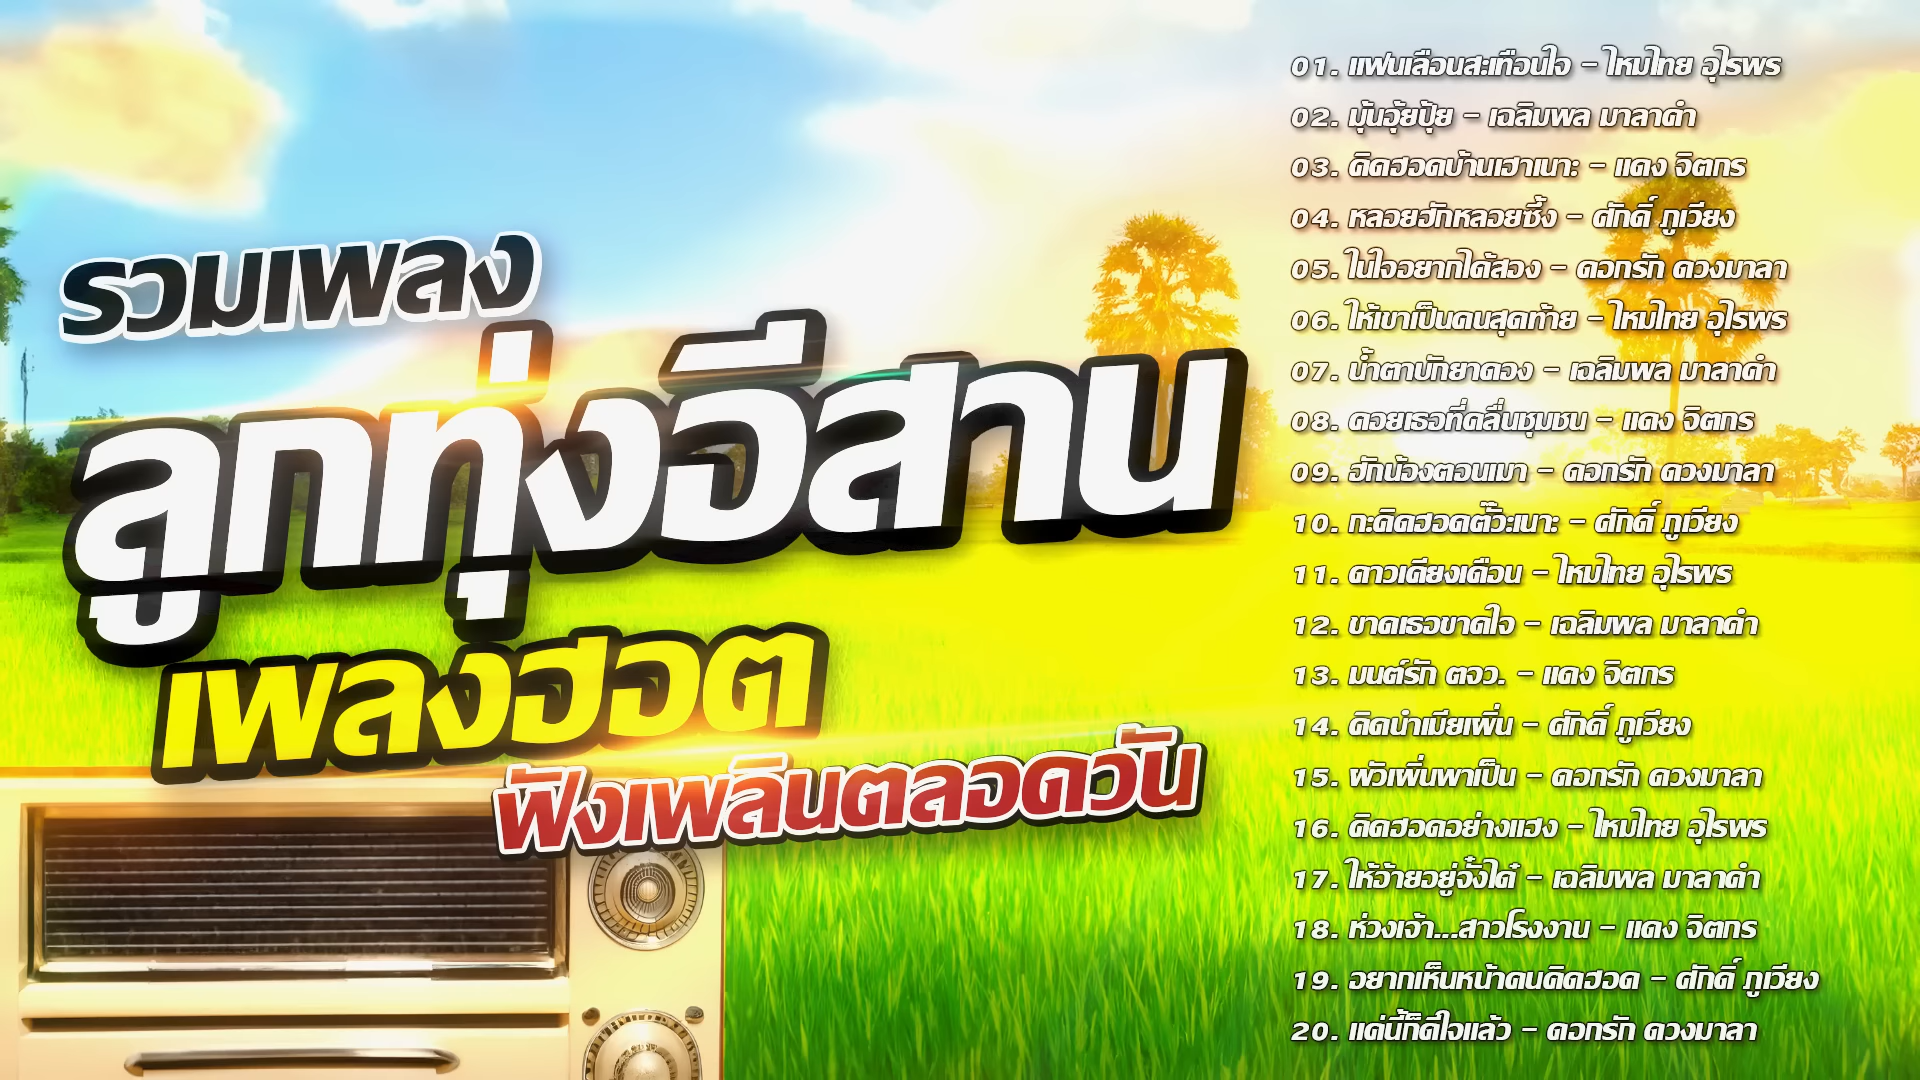 รวมเพลง
ลูกทุ่งอีสาน
เพลงฮอต
ฟังเพลินตลอดวัน
01. แฟนเลือนสะเทือนใจ - ไหมไทย อุไรพร
02. มุ้นอุ้ยปุ้ย - เฉลิมพล มาลาคำ
03. คิดฮอดบ้านเฮาเนาะ - แดง จิตกร
04. หลอยฮักหลอยซึ้ง - ศักดิ์ ภูเวียง
05. ในใจอยากได้สอง - ดอกรัก ดวงมาลา
06. ให้เขาเป็นคนสุดท้าย - ไหมไทย อุไรพร
07. น้ำตาบักยาดอง - เฉลิมพล มาลาคำ
08. คอยเธอที่คลื่นชุมชน - แดง จิตกร
09. ฮักน้องตอนเมา - ดอกรัก ดวงมาลา
10. กะคิดฮอดตั๊วะเนาะ - ศักดิ์ ภูเวียง
11. ดาวเคียงเดือน - ไหมไทย อุไรพร
12. ขาดเธอขาดใจ - เฉลิมพล มาลาคำ
13. มนต์รัก ตจว. - แดง จิตกร
14. คิดนำเมียเผิ่น - ศักดิ์ ภูเวียง
15. ผัวเผิ่นพาเป็น - ดอกรัก ดวงมาลา
16. คิดฮอดอย่างแฮง - ไหมไทย อุไรพร
17. ให้อ้ายอยู่จั๋งใด๋ - เฉลิมพล มาลาคำ
18. ห่วงเจ้า...สาวโรงงาน - แดง จิตกร
19. อยากเห็นหน้าคนคิดฮอด - ศักดิ์ ภูเวียง
20. แค่นี้ก็ดีใจแล้ว - ดอกรัก ดวงมาลา